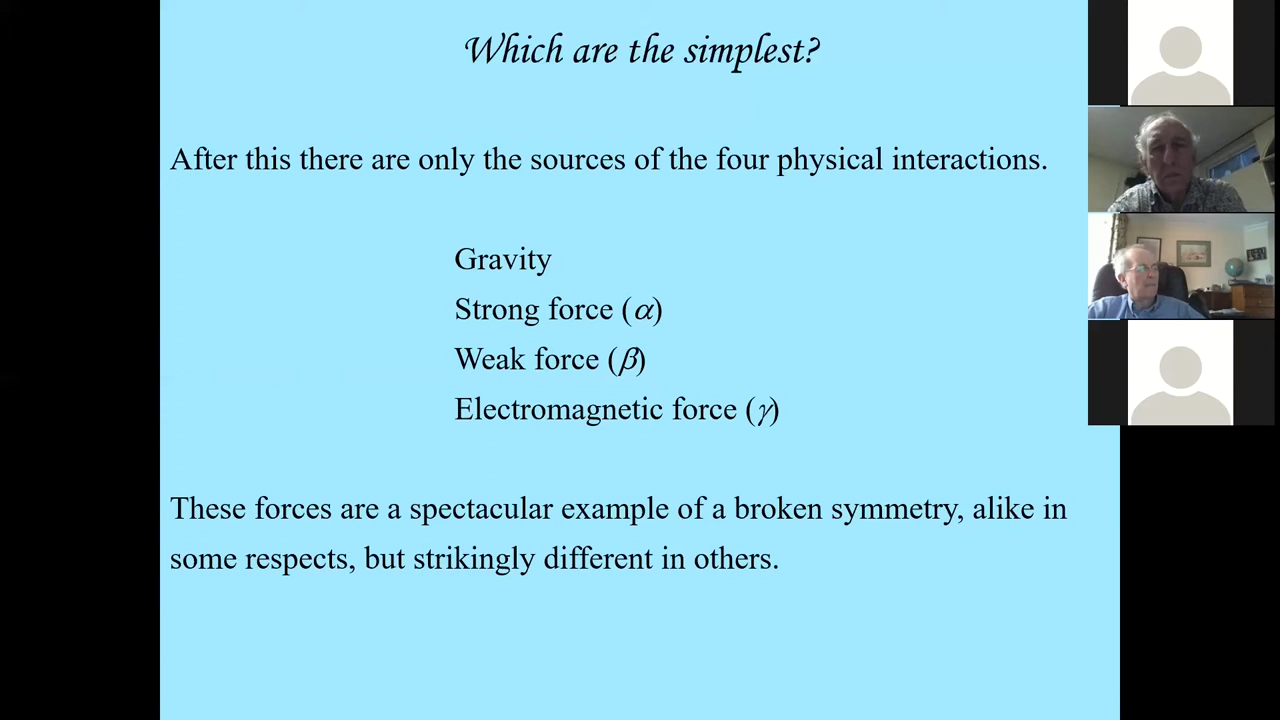 Which are the simplest?
After this there are only the sources of the four physical interactions.
Gravity
Strong force (α)
Weak force (β)
Electromagnetic force (γ)
These forces are a spectacular example of a broken symmetry, alike in
some respects, but strikingly different in others.